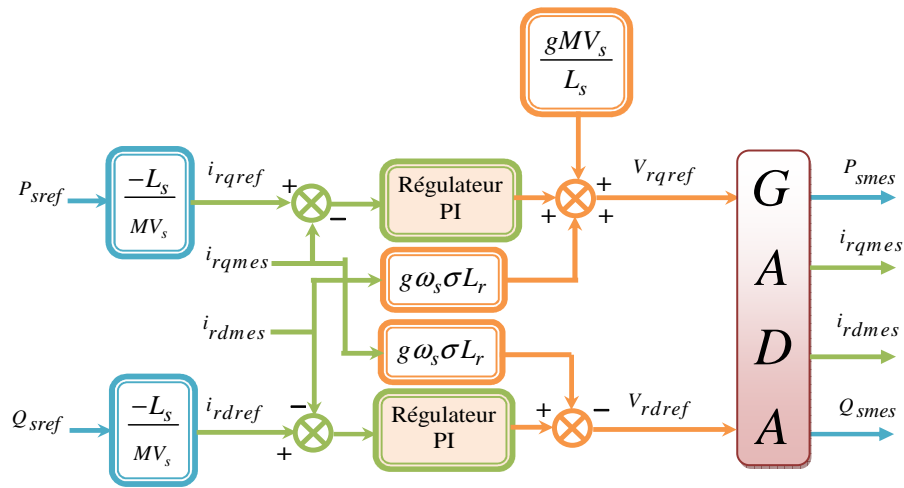 gMV_s
L_s
P_sref
-L_s
MV_s
i_rqref
+
−
Régulateur
PI
+
+
+
V_rqref
P_smes
i_rqmes
gω_sσL_r
i_rqmes
i_rdmes
gω_sσL_r
i_rdmes
Q_sref
-L_s
MV_s
i_rdref
−
+
Régulateur
PI
+
−
V_rdref
Q_smes
G
A
D
A